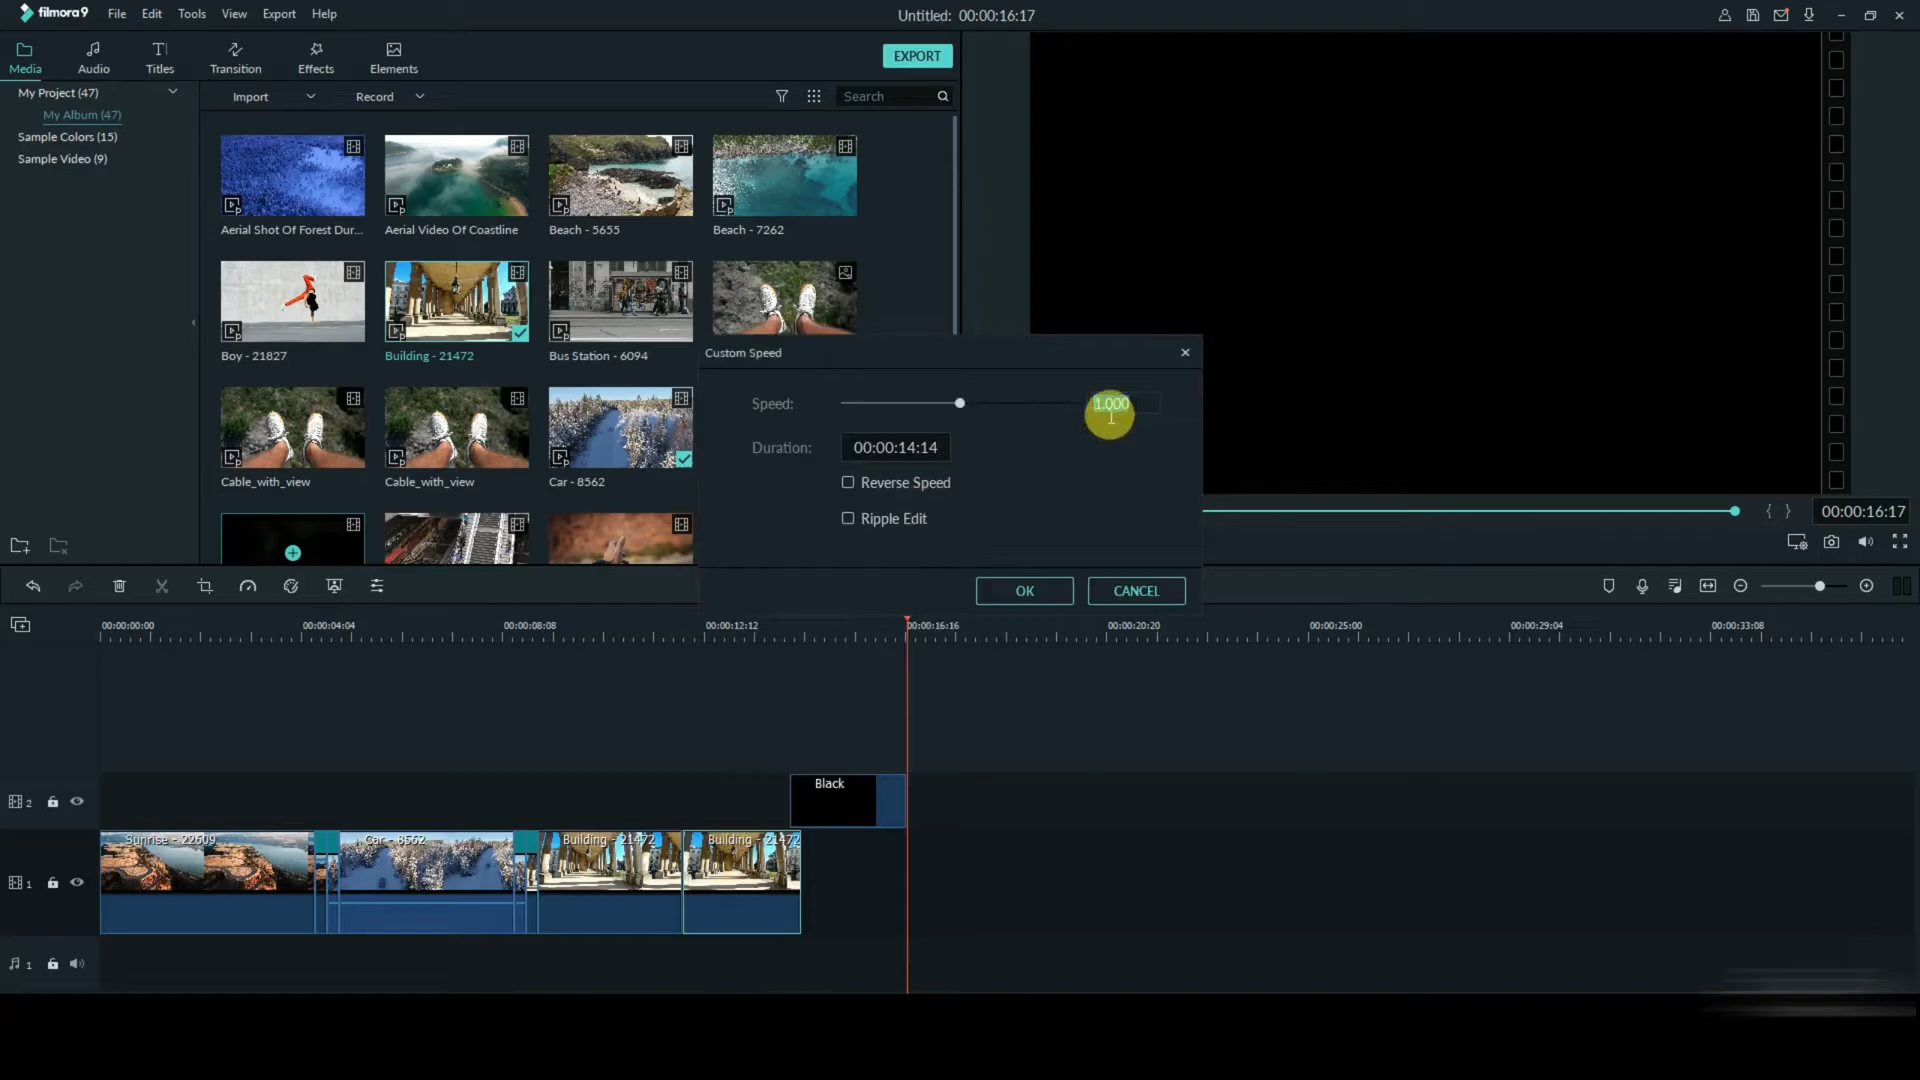 filmora9 File Edit Tools View Export Help
Untitled: 00:00:16:17
Media Audio Titles Transition Effects Elements
EXPORT
My Project (47)
My Album (47)
Sample Colors (15)
Sample Video (9)
Import Record Search
Aerial Shot Of Forest Dur... Aerial Video Of Coastline Beach - 5655 Beach - 7262
Boy - 21827 Building - 21472 Bus Station - 6094
Cable_with_view Cable_with_view Car - 8562
Custom Speed
Speed: 1.000
Duration: 00:00:14:14
Reverse Speed
Ripple Edit
OK CANCEL
{ } 00:00:16:17
00:00:00:00 00:00:04:04 00:00:08:08 00:00:12:12 00:00:16:16 00:00:20:20 00:00:25:00 00:00:29:04 00:00:33:08
2 Black
Sunrise - 22609 Car - 8562 Building - 21472 Building - 21472
1
1